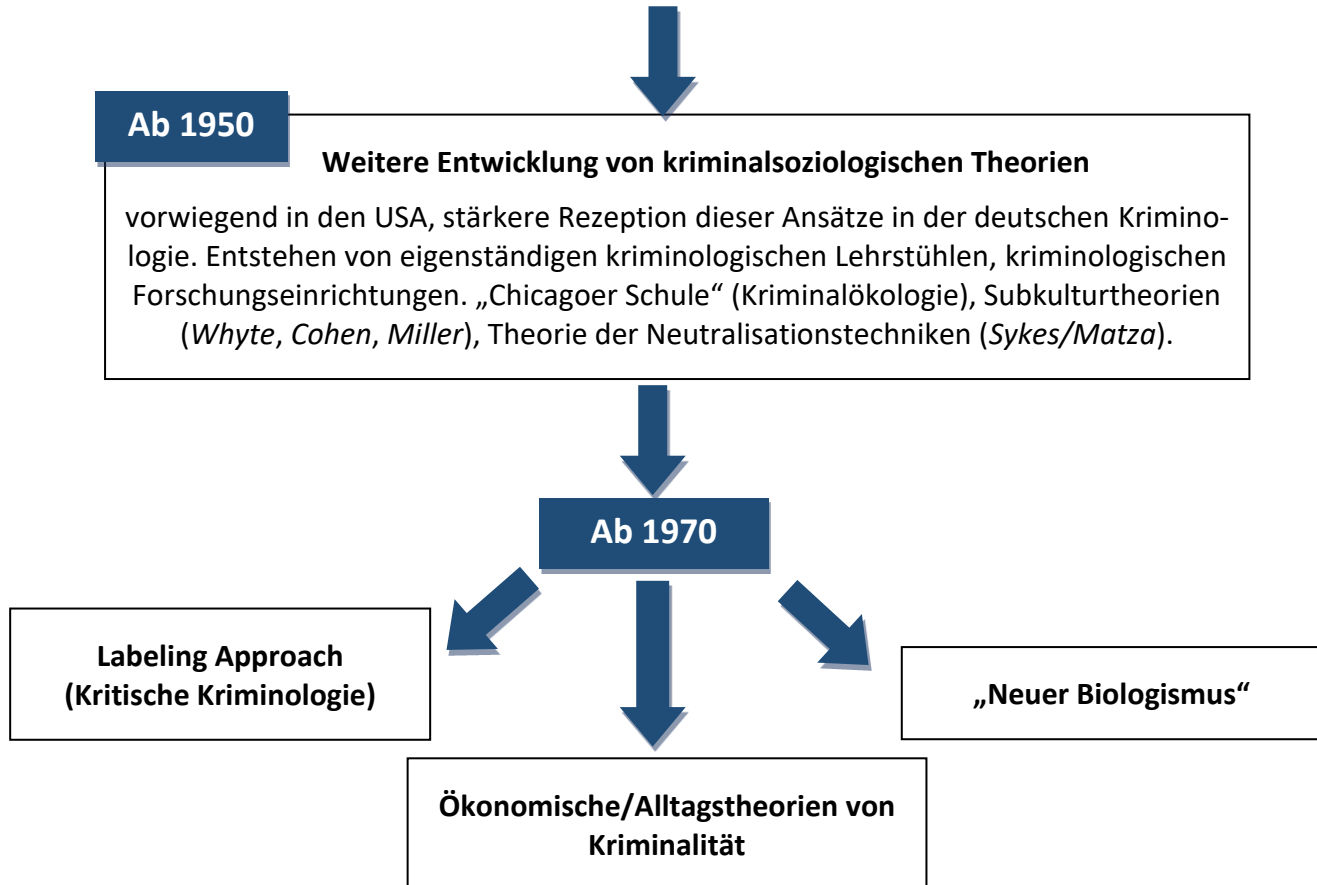 Ab 1950
Weitere Entwicklung von kriminalsoziologischen Theorien
vorwiegend in den USA, stärkere Rezeption dieser Ansätze in der deutschen Krimino-
logie. Entstehen von eigenständigen kriminologischen Lehrstühlen, kriminologischen
Forschungseinrichtungen. „Chicagoer Schule“ (Kriminalökologie), Subkulturtheorien
(Whyte, Cohen, Miller), Theorie der Neutralisationstechniken (Sykes/Matza).
Ab 1970
Labeling Approach
(Kritische Kriminologie)
„Neuer Biologismus“
Ökonomische/Alltagstheorien von
Kriminalität